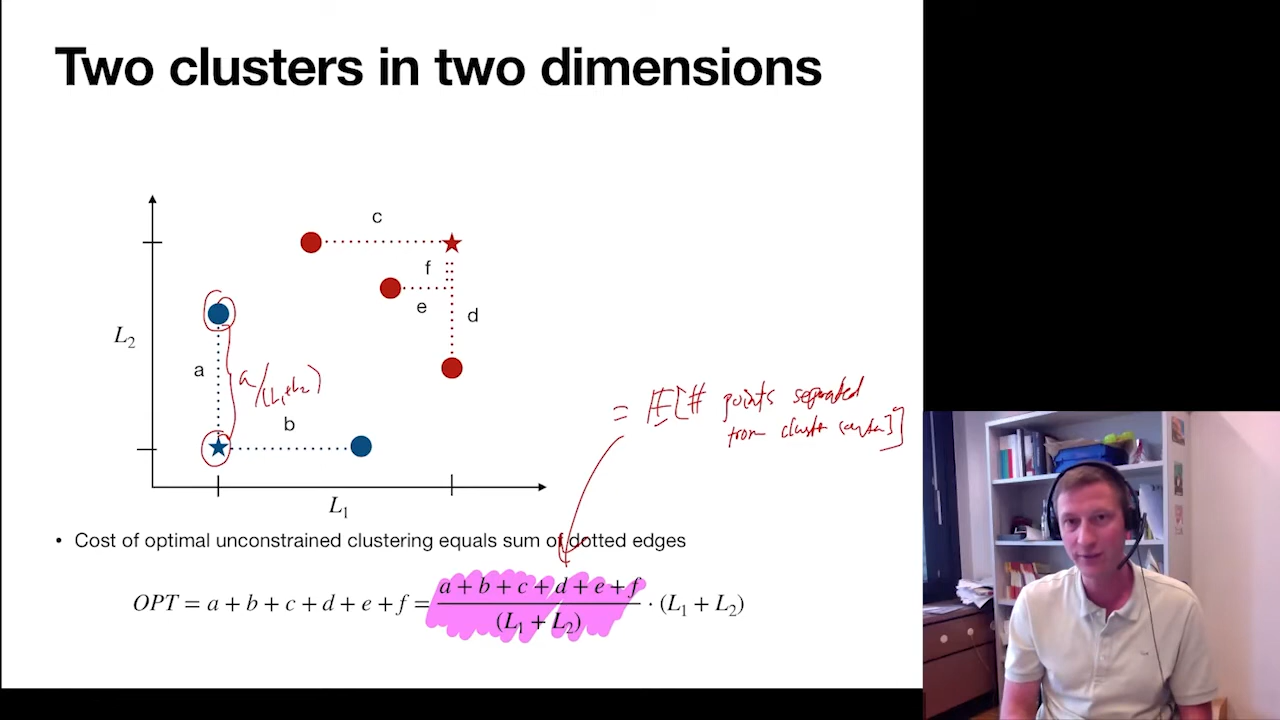 Two clusters in two dimensions
c
f
e
d
L₂
a
a/(L₁+L₂)
b
= E[# points separated
from cluster center]
L₁
• Cost of optimal unconstrained clustering equals sum of dotted edges
OPT = a + b + c + d + e + f = (a + b + c + d + e + f)/(L₁ + L₂) · (L₁ + L₂)